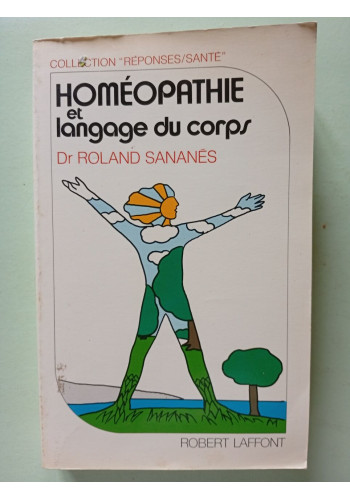 COLLECTION "RÉPONSES/SANTÉ"
HOMÉOPATHIE
et
langage du corps
Dr ROLAND SANANÈS
ROBERT LAFFONT